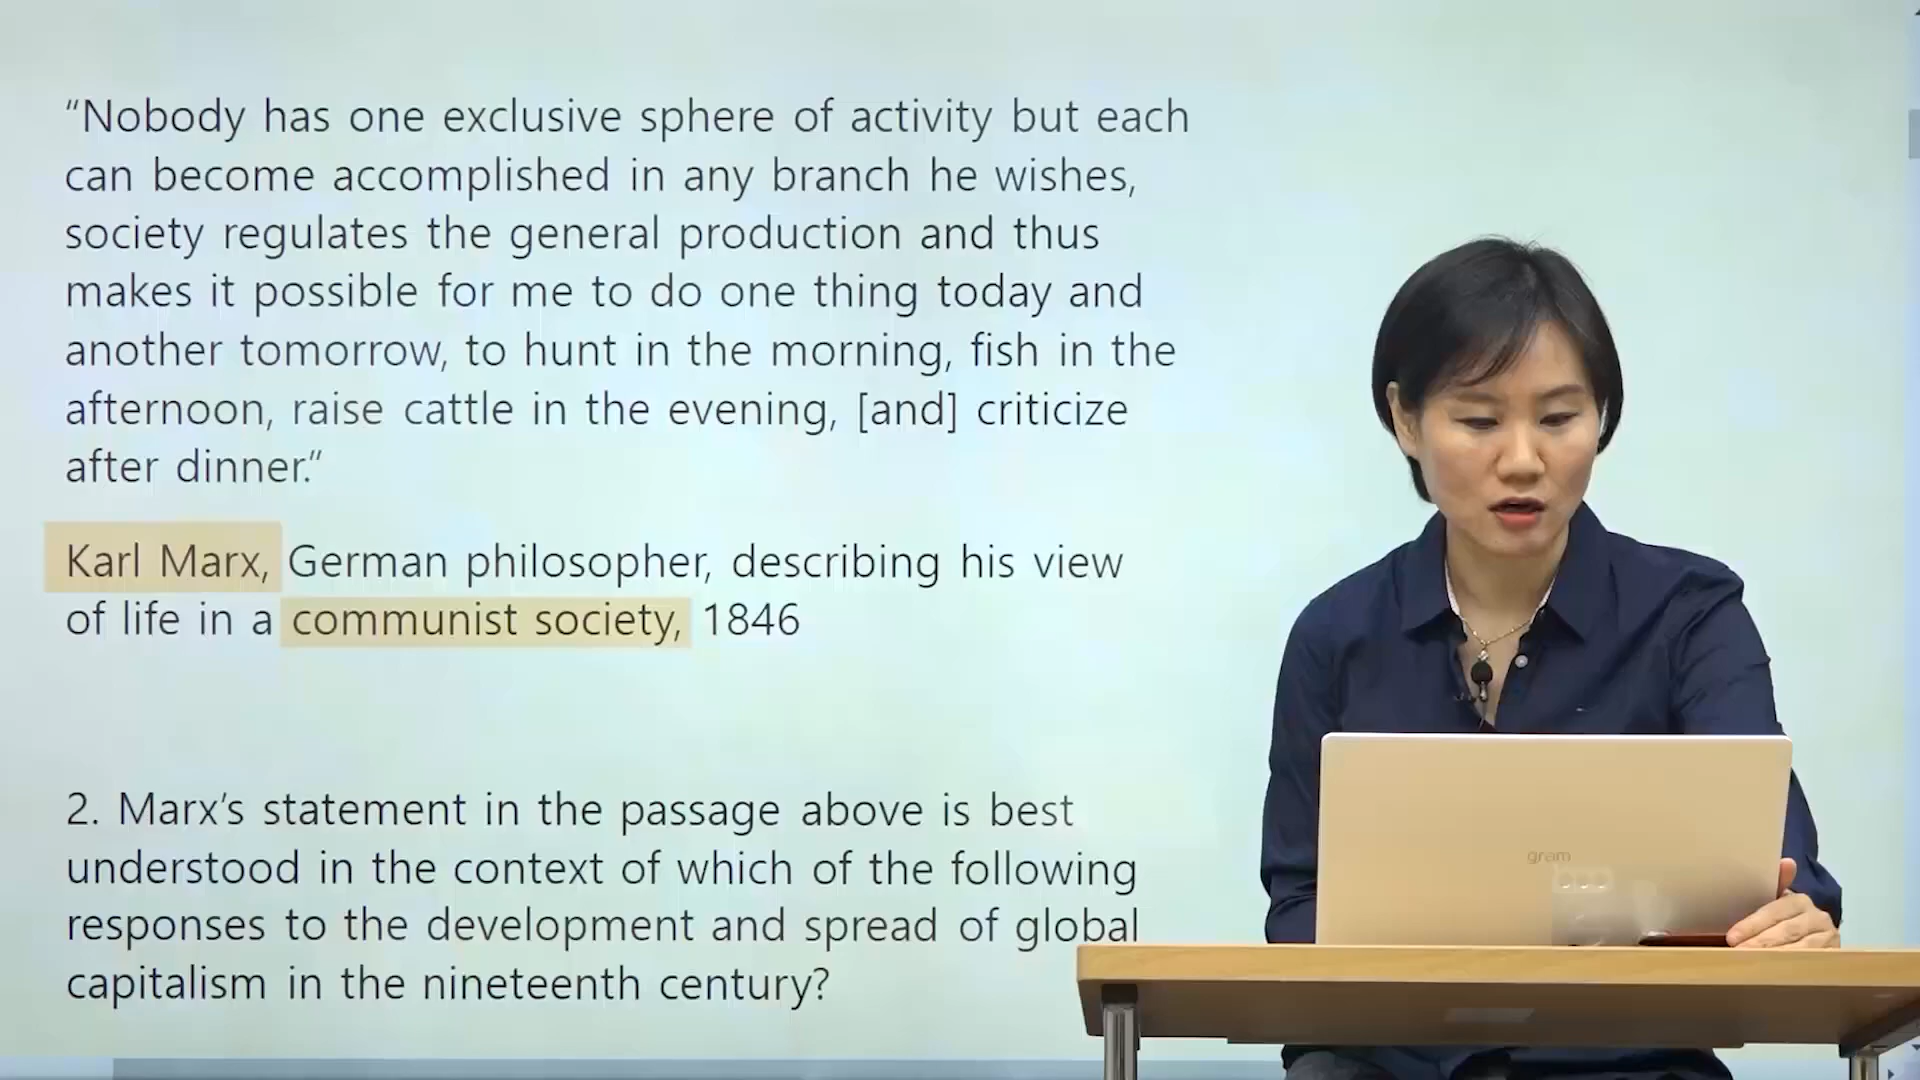 “Nobody has one exclusive sphere of activity but each
can become accomplished in any branch he wishes,
society regulates the general production and thus
makes it possible for me to do one thing today and
another tomorrow, to hunt in the morning, fish in the
afternoon, raise cattle in the evening, [and] criticize
after dinner.“
Karl Marx, German philosopher, describing his view
of life in a communist society, 1846
2. Marx’s statement in the passage above is best
understood in the context of which of the following
responses to the development and spread of global
capitalism in the nineteenth century?
gram